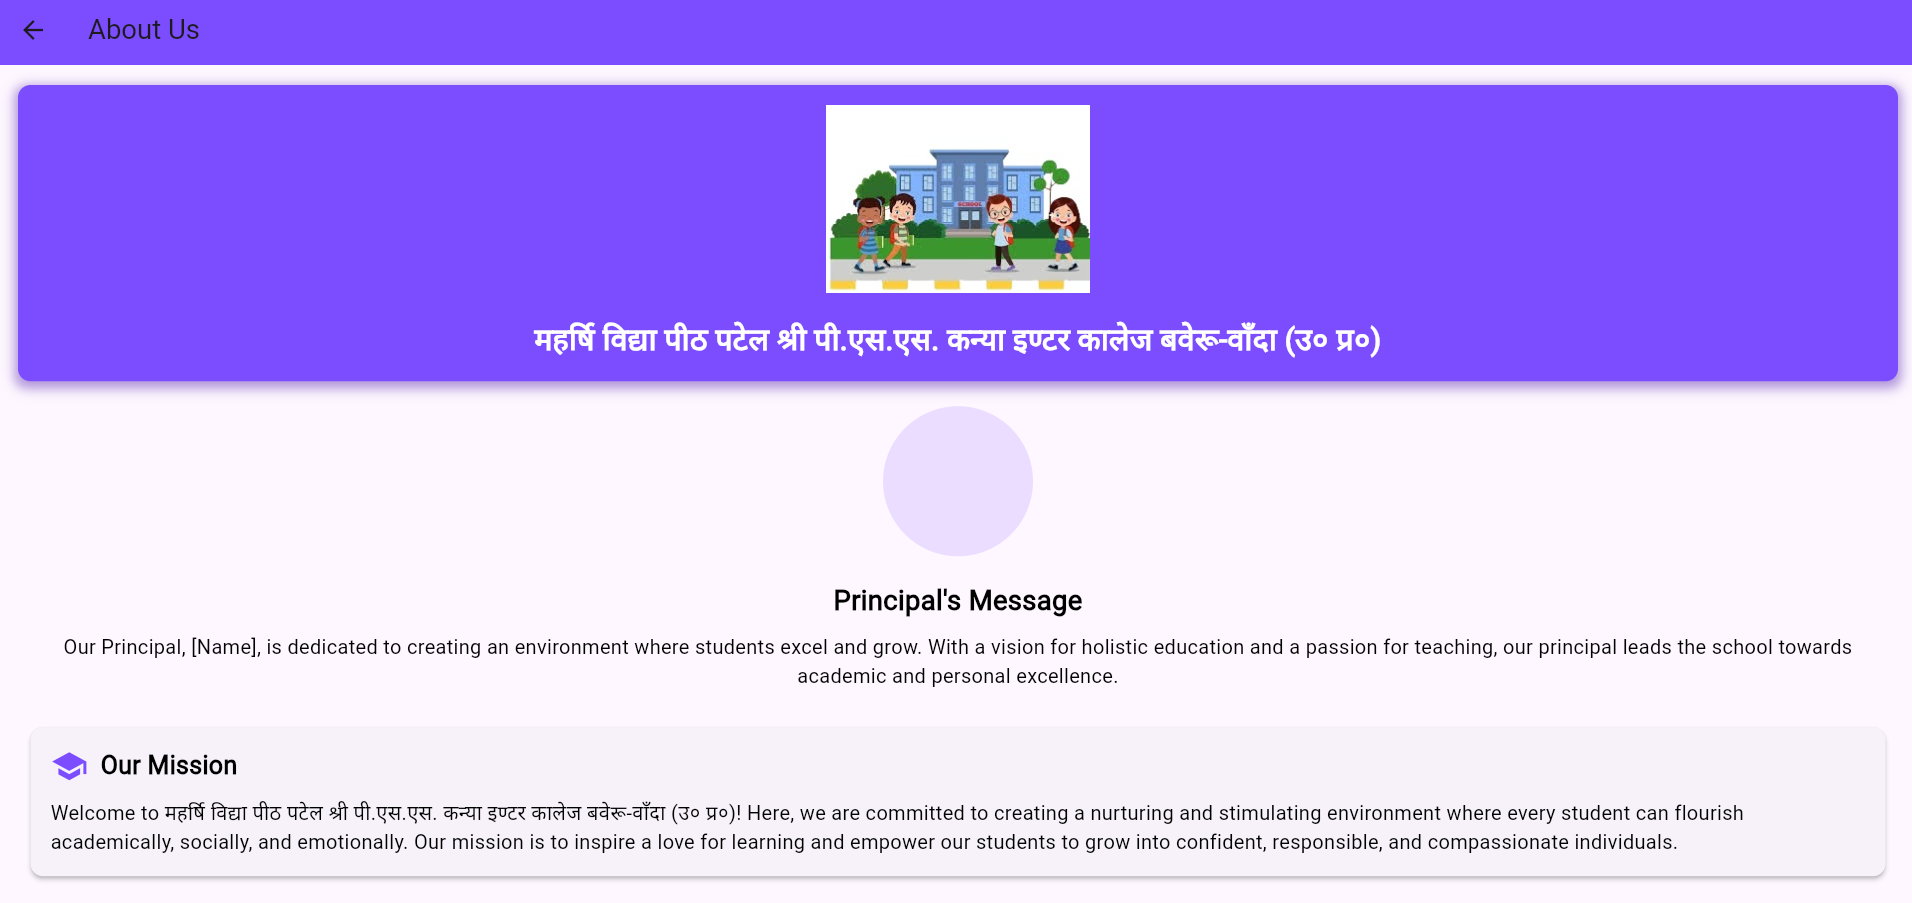 About Us
SCHOOL
महर्षि विद्या पीठ पटेल श्री पी.एस.एस. कन्या इण्टर कालेज बवेरू-वाँदा (उ० प्र०)
Principal's Message
Our Principal, [Name], is dedicated to creating an environment where students excel and grow. With a vision for holistic education and a passion for teaching, our principal leads the school towards
academic and personal excellence.
Our Mission
Welcome to महर्षि विद्या पीठ पटेल श्री पी.एस.एस. कन्या इण्टर कालेज बवेरू-वाँदा (उ० प्र०)! Here, we are committed to creating a nurturing and stimulating environment where every student can flourish
academically, socially, and emotionally. Our mission is to inspire a love for learning and empower our students to grow into confident, responsible, and compassionate individuals.